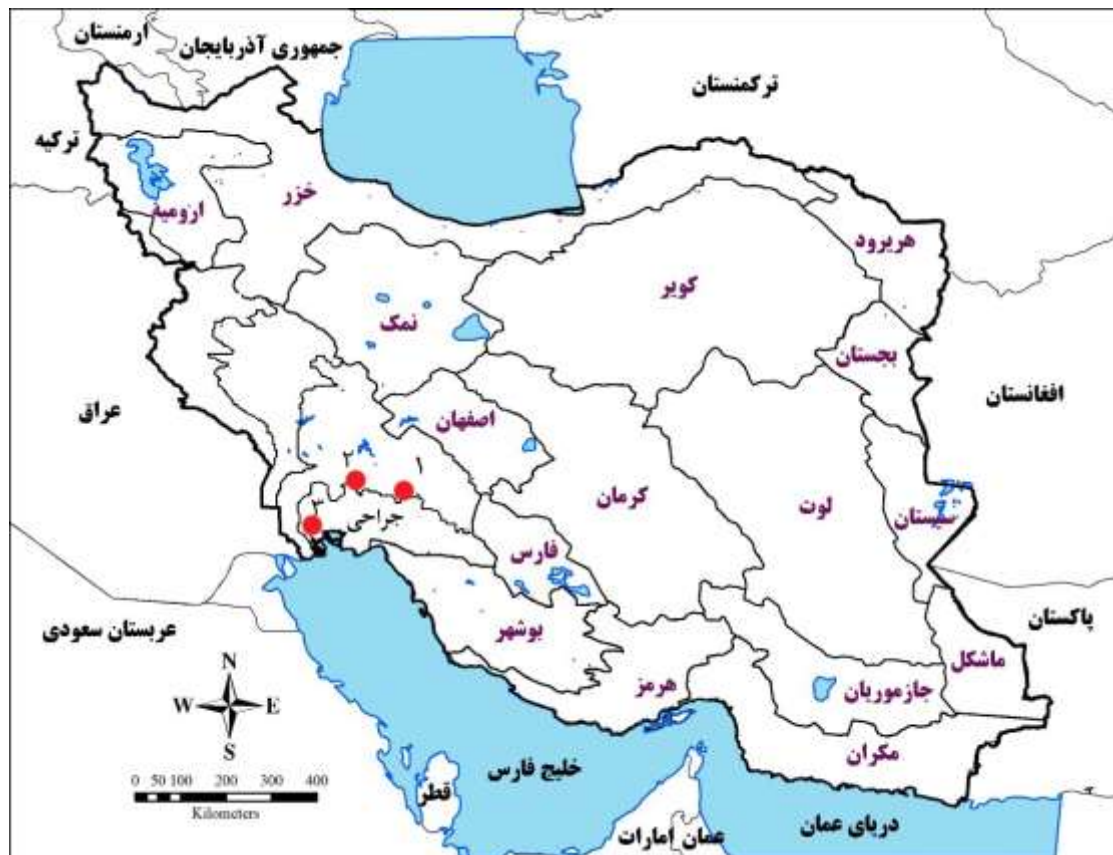 ارمنستان
جمهوری آذربایجان
ترکمنستان
ترکیه
خزر
ارومیه
هریرود
کویر
نمک
بجستان
افغانستان
عراق
اصفهان
۱
۲
کرمان
لوت
سیستان
۳
جراحی
فارس
پاکستان
عربستان سعودی
بوشهر
ماشکل
هرمز
جازموریان
مکران
N
W
E
S
خلیج فارس
قطر
0 50 100 200 300 400
Kilometers
دریای عمان
عمان
امارات